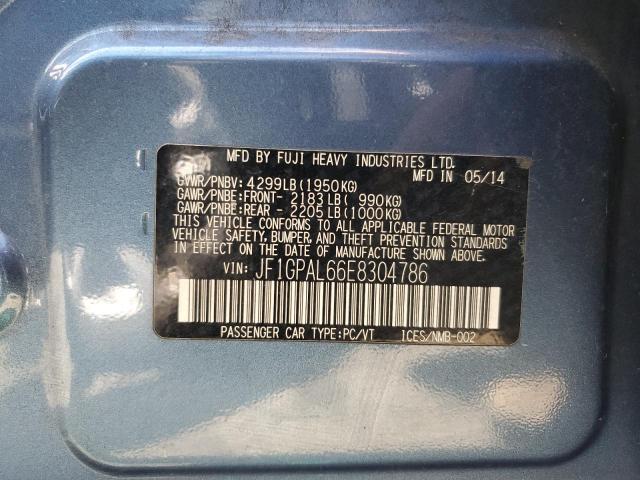 MFD BY FUJI HEAVY INDUSTRIES LTD.
MFD IN 05/14
GVWR/PNBV: 4299LB(1950KG)
GAWR/PNBE:FRONT- 2183LB( 990KG)
GAWR/PNBE:REAR - 2205LB(1000KG)
THIS VEHICLE CONFORMS TO ALL APPLICABLE FEDERAL MOTOR
VEHICLE SAFETY, BUMPER, AND THEFT PREVENTION STANDARDS
IN EFFECT ON THE DATE OF MANUFACTURE SHOWN ABOVE.
VIN: JF1GPAL66E8304786
PASSENGER CAR TYPE:PC/VT ICES/NMB-002